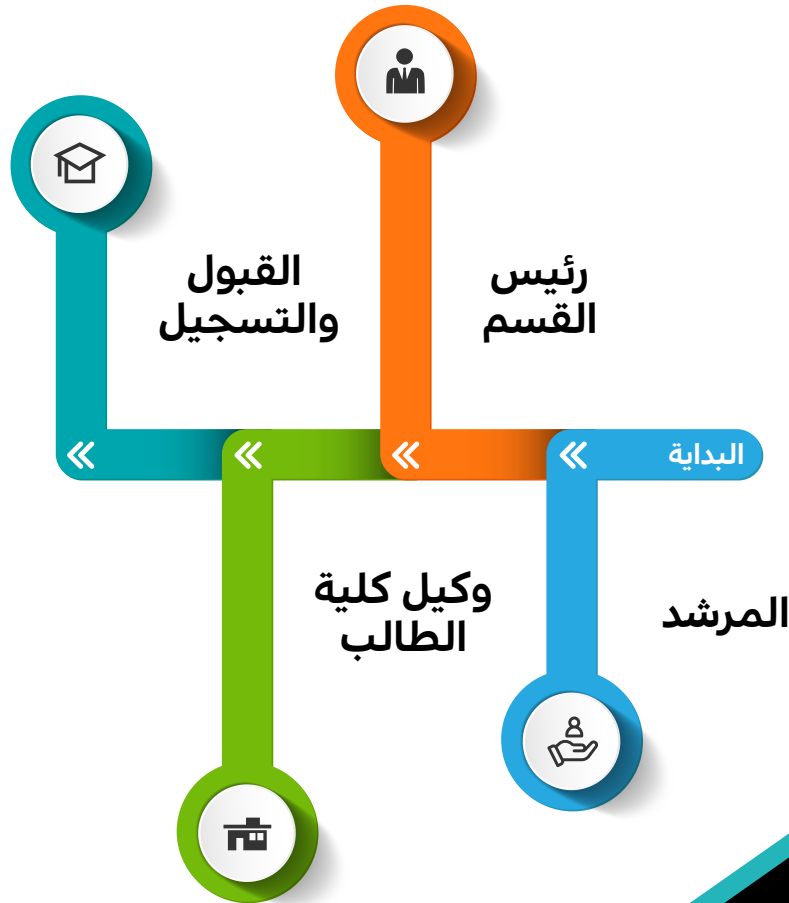 البداية
المرشد
رئيس
القسم
وكيل كلية
الطالب
القبول
والتسجيل